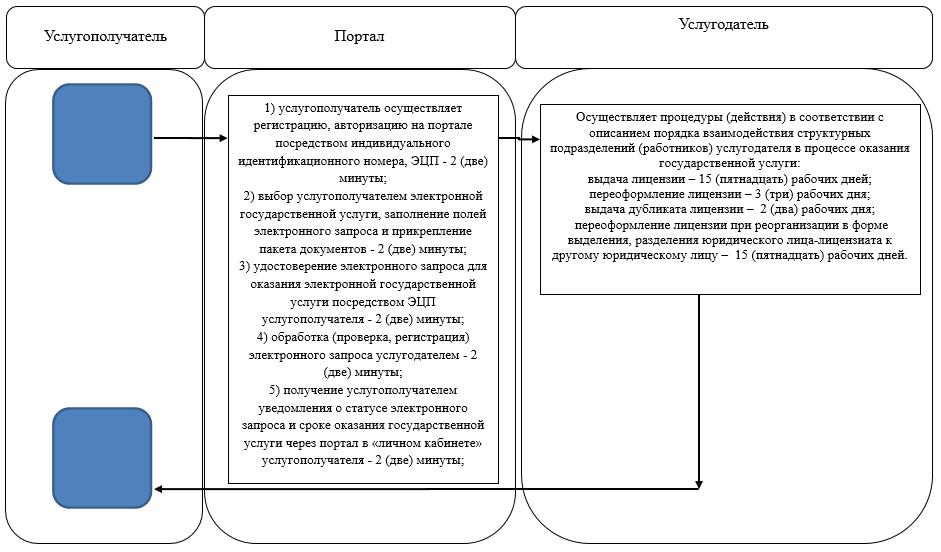 Услугополучатель
Портал
Услугодатель
1) услугополучатель осуществляет
регистрацию, авторизацию на портале
посредством индивидуального
идентификационного номера, ЭЦП - 2 (две)
минуты;
2) выбор услугополучателем электронной
государственной услуги, заполнение полей
электронного запроса и прикрепление
пакета документов - 2 (две) минуты;
3) удостоверение электронного запроса для
оказания электронной государственной
услуги посредством ЭЦП
услугополучателя - 2 (две) минуты;
4) обработка (проверка, регистрация)
электронного запроса услугодателем - 2
(две) минуты;
5) получение услугополучателем
уведомления о статусе электронного
запроса и сроке оказания государственной
услуги через портал в «личном кабинете»
услугополучателя - 2 (две) минуты;
Осуществляет процедуры (действия) в соответствии с
описанием порядка взаимодействия структурных
подразделений (работников) услугодателя в процессе оказания
государственной услуги:
выдача лицензии – 15 (пятнадцать) рабочих дней;
переоформление лицензии – 3 (три) рабочих дня;
выдача дубликата лицензии – 2 (два) рабочих дня;
переоформление лицензии при реорганизации в форме
выделения, разделения юридического лица-лицензиата к
другому юридическому лицу – 15 (пятнадцать) рабочих дней.